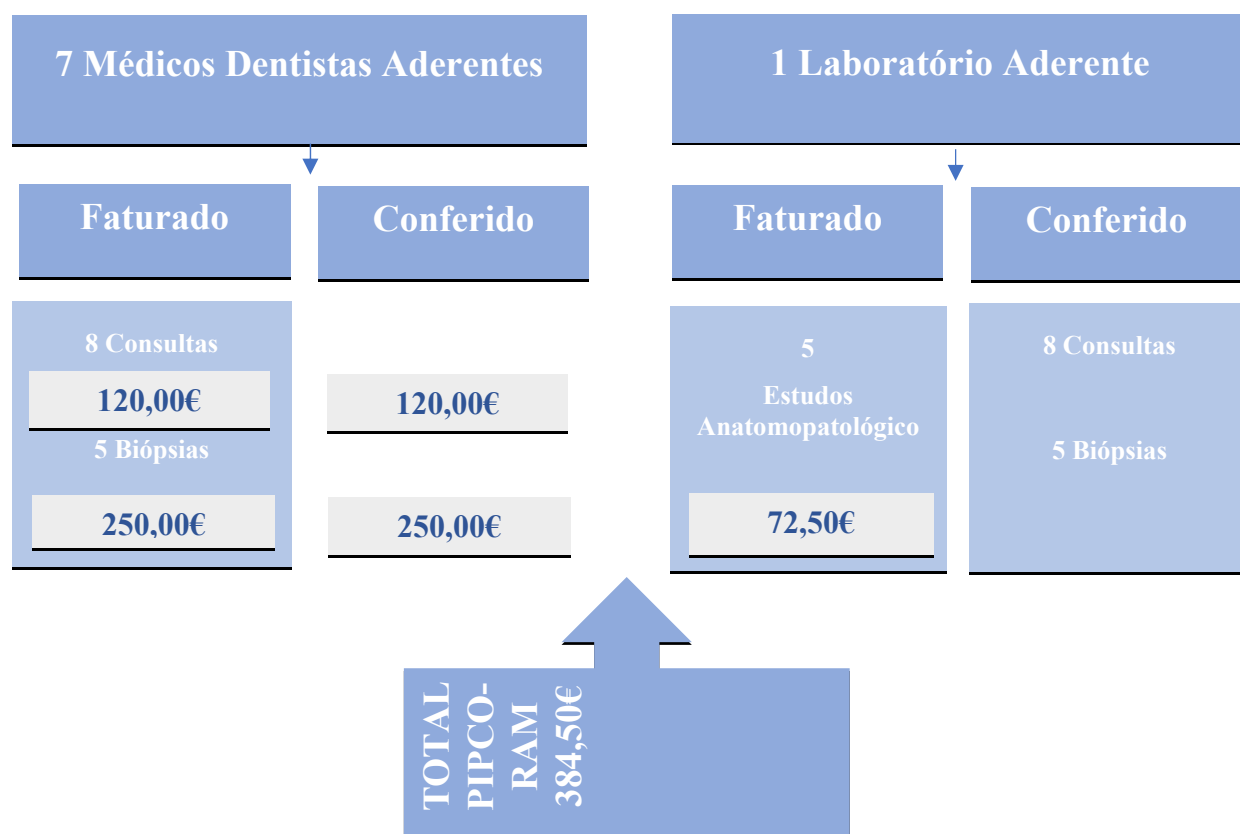 7 Médicos Dentistas Aderentes
1 Laboratório Aderente
Faturado
Conferido
Faturado
Conferido
8 Consultas
120,00€
5 Biópsias
250,00€
120,00€
250,00€
5
Estudos
Anatomopatológico
72,50€
8 Consultas
5 Biópsias
TOTAL
PIPCO-
RAM
384,50€